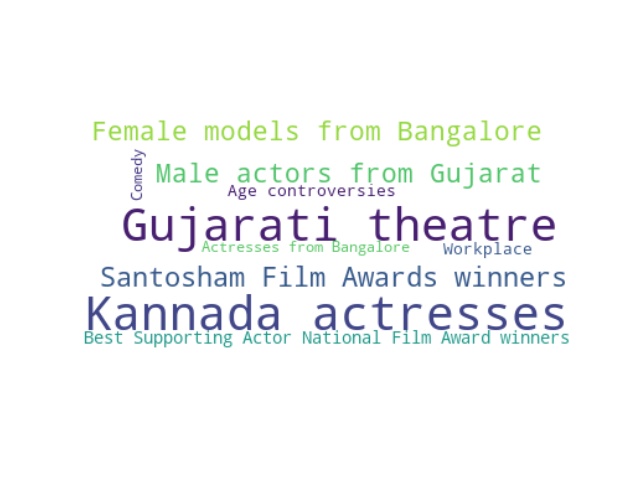 Female models from Bangalore
Comedy
Male actors from Gujarat
Age controversies
Gujarati theatre
Actresses from Bangalore
Workplace
Santosham Film Awards winners
Kannada actresses
Best Supporting Actor National Film Award winners